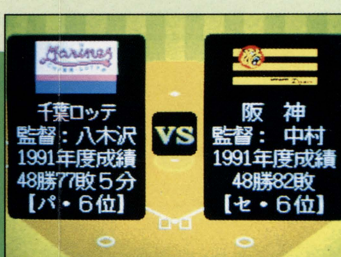 Marines
千葉ロッテ
監督：八木沢
1991年度成績
48勝77敗5分
【パ・6位】
VS
阪神
監督：中村
1991年度成績
48勝82敗
【セ・6位】